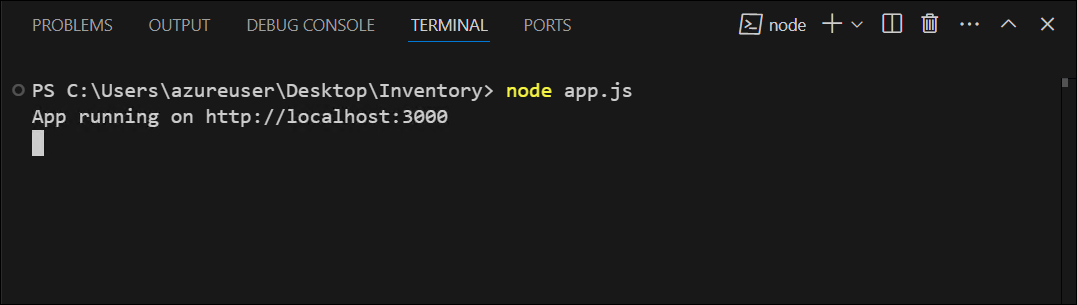 PROBLEMS OUTPUT DEBUG CONSOLE TERMINAL PORTS node
PS C:\Users\azureuser\Desktop\Inventory> node app.js
App running on http://localhost:3000